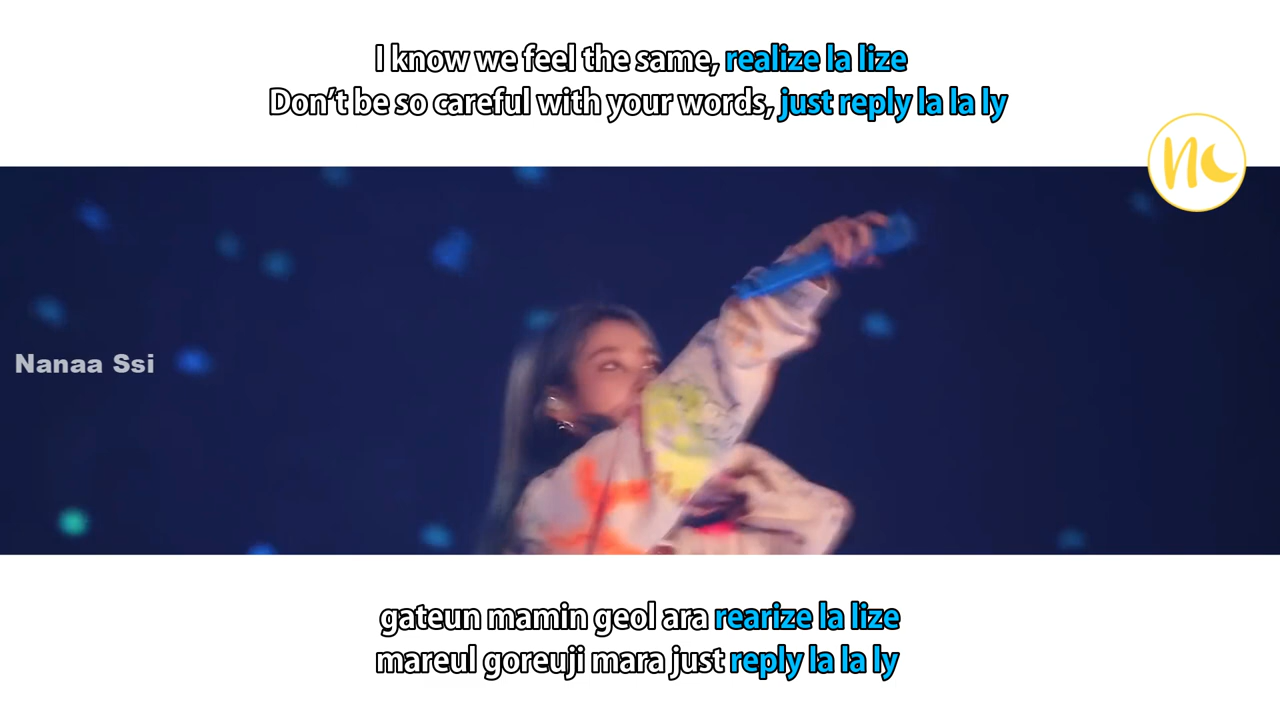 I know we feel the same, realize la lize
Don't be so careful with your words, just reply la la ly
N
Nanaa Ssi
gateun mamin geol ara rearize la lize
mareul goreuji mara just reply la la ly